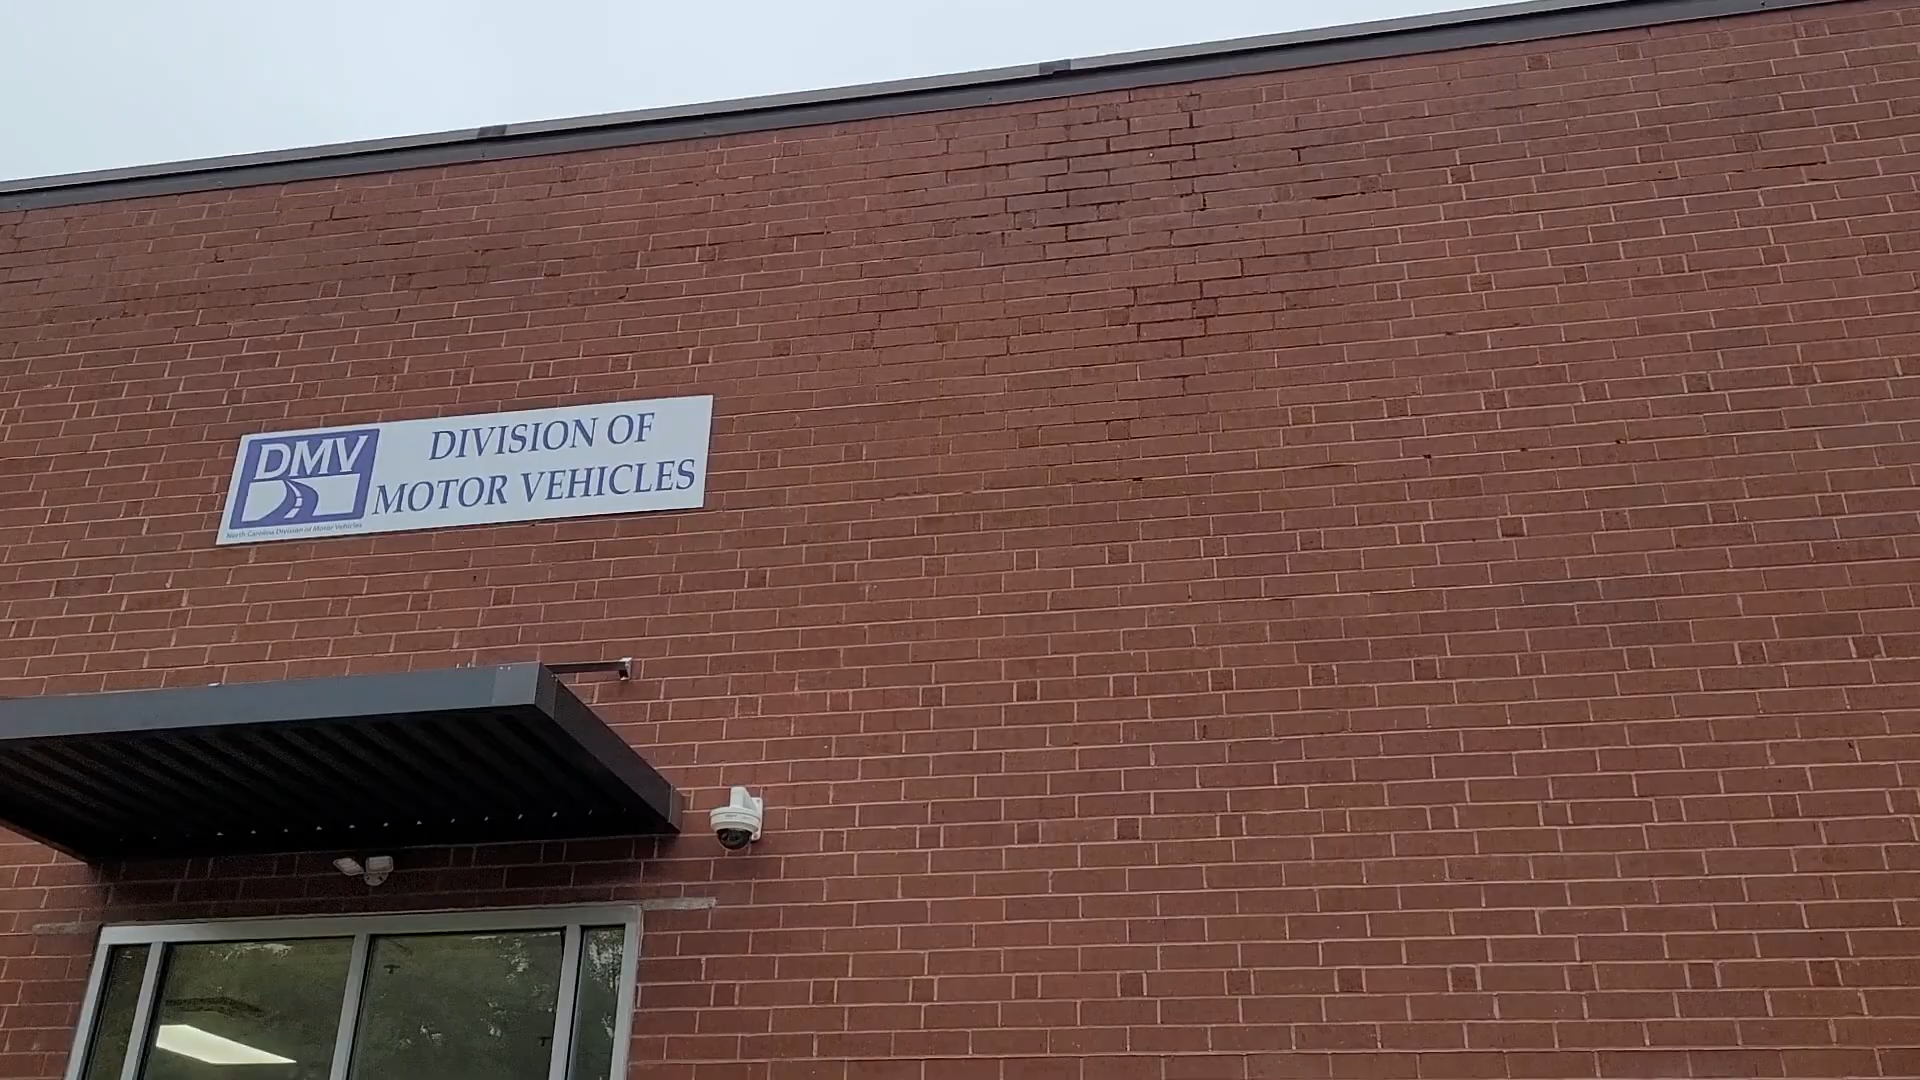 DMV
North Carolina Division of Motor Vehicles
DIVISION OF
MOTOR VEHICLES